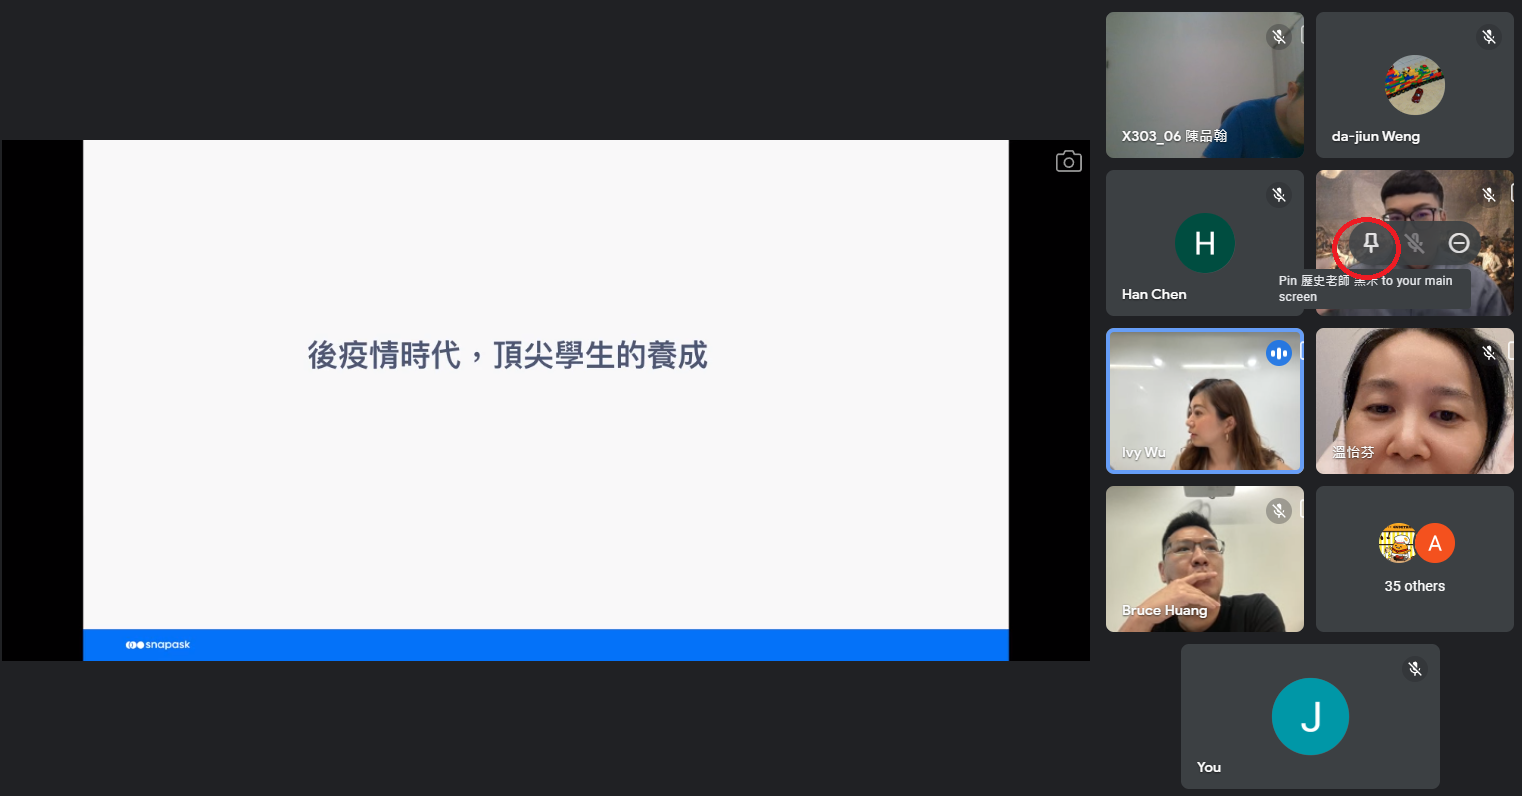 X303_06 陳品翰
da-jiun Weng
H
Han Chen
Pin 歷史老師 黑米 to your main
screen
後疫情時代，頂尖學生的養成
Ivy Wu
溫怡芬
Bruce Huang
A
35 others
snapask
J
You